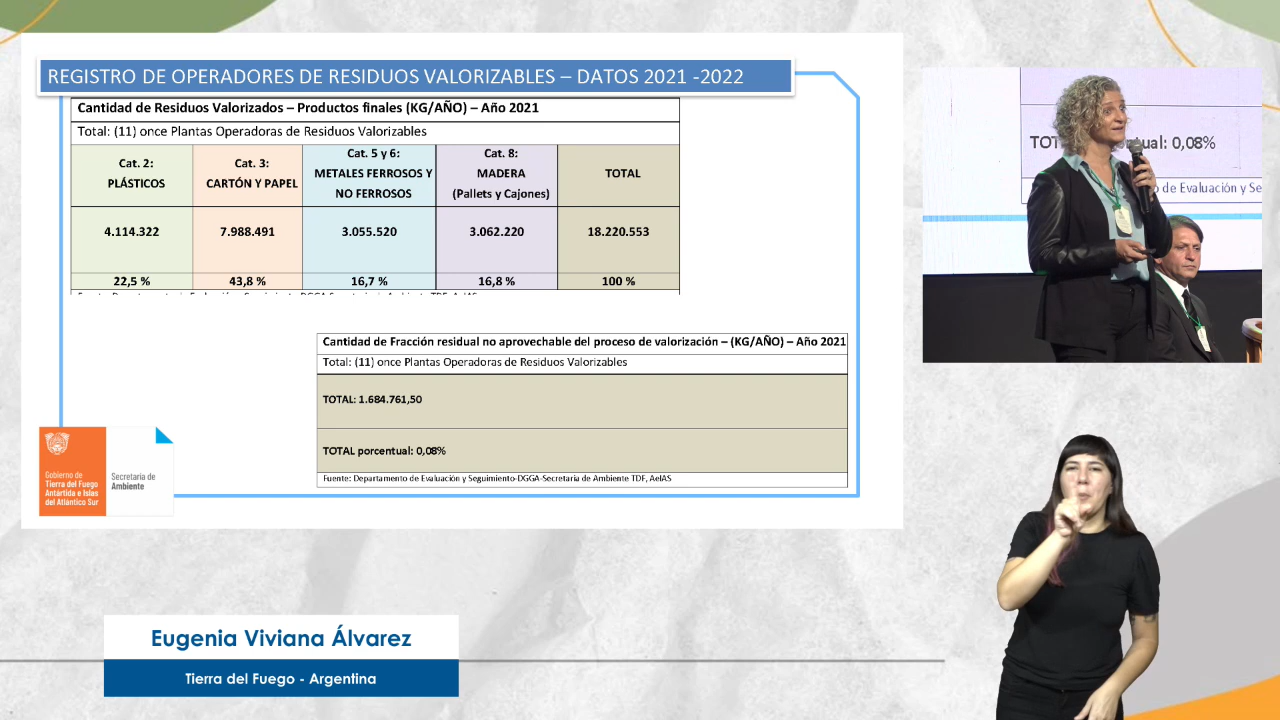 REGISTRO DE OPERADORES DE RESIDUOS VALORIZABLES – DATOS 2021 -2022
Cantidad de Residuos Valorizados – Productos finales (KG/AÑO) – Año 2021
Total: (11) once Plantas Operadoras de Residuos Valorizables
Cat. 2:
PLÁSTICOS
Cat. 3:
CARTÓN Y PAPEL
Cat. 5 y 6:
METALES FERROSOS Y
NO FERROSOS
Cat. 8:
MADERA
(Pallets y Cajones)
TOTAL
4.114.322
7.988.491
3.055.520
3.062.220
18.220.553
22,5 %
43,8 %
16,7 %
16,8 %
100 %
Cantidad de Fracción residual no aprovechable del proceso de valorización – (KG/AÑO) – Año 2021
Total: (11) once Plantas Operadoras de Residuos Valorizables
TOTAL: 1.684.761,50
TOTAL porcentual: 0,08%
Fuente: Departamento de Evaluación y Seguimiento-DGGA-Secretaria de Ambiente TDF, AeIAS
Gobierno de
Tierra del Fuego
Antártida e Islas
del Atlántico Sur
Secretaría de
Ambiente
0,08%
de Evaluación y Se
Eugenia Viviana Álvarez
Tierra del Fuego - Argentina